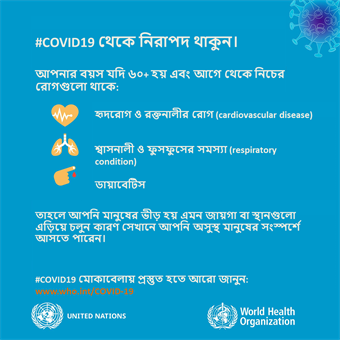 #COVID19 থেকে নিরাপদ থাকুন।
আপনার বয়স যদি ৬০+ হয় এবং আগে থেকে নিচের
রোগগুলো থাকে:
হৃদরোগ ও রক্তনালীর রোগ (cardiovascular disease)
শ্বাসনালী ও ফুসফুসের সমস্যা (respiratory
condition)
ডায়াবেটিস
তাহলে আপনি মানুষের ভীড় হয় এমন জায়গা বা স্থানগুলো
এড়িয়ে চলুন কারণ সেখানে আপনি অসুস্থ মানুষের সংস্পর্শে
আসতে পারেন।
#COVID19 মোকাবেলায় প্রস্তুত হতে আরো জানুন:
www.who.int/COVID-19
UNITED NATIONS
World Health
Organization